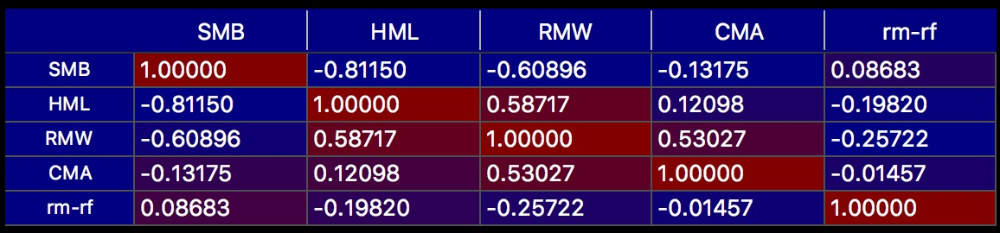 SMB HML RMW CMA rm-rf
SMB 1.00000 -0.81150 -0.60896 -0.13175 0.08683
HML -0.81150 1.00000 0.58717 0.12098 -0.19820
RMW -0.60896 0.58717 1.00000 0.53027 -0.25722
CMA -0.13175 0.12098 0.53027 1.00000 -0.01457
rm-rf 0.08683 -0.19820 -0.25722 -0.01457 1.00000